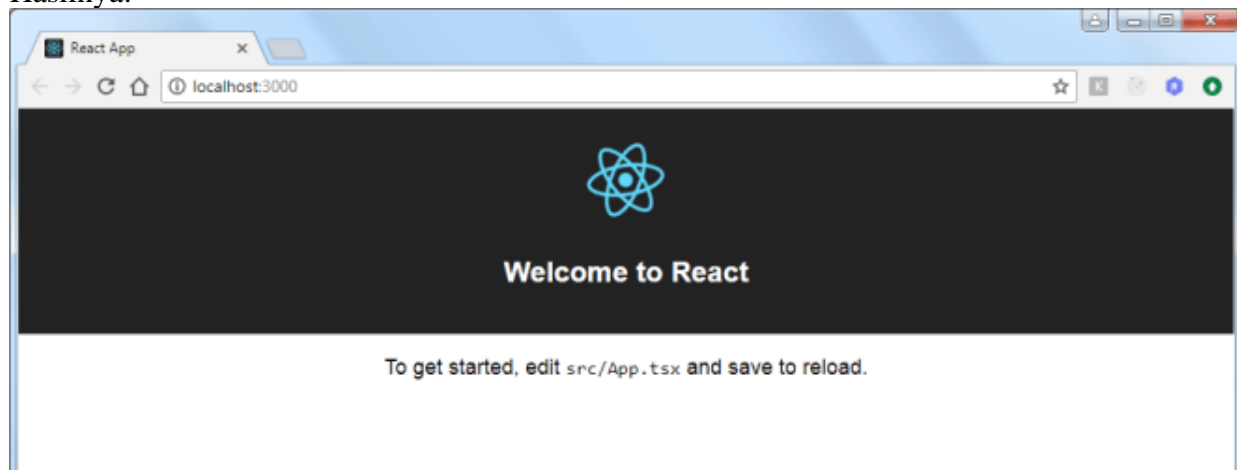 Hasilnya:
React App
localhost:3000
K
Welcome to React
To get started, edit src/App.tsx and save to reload.